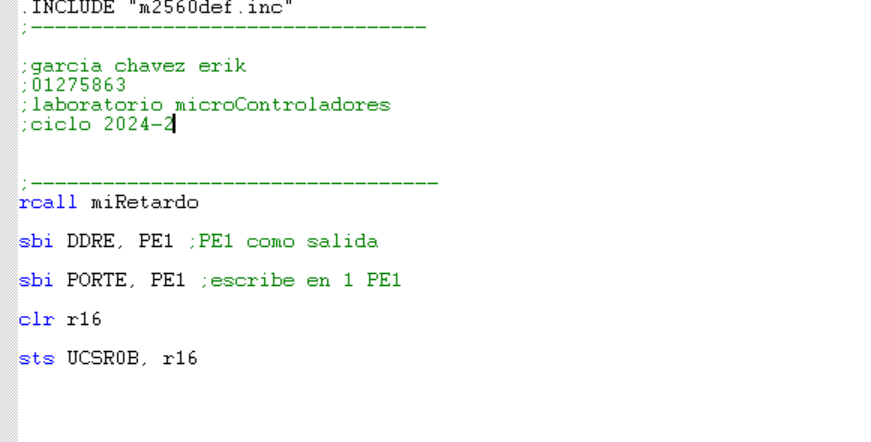 .INCLUDE "m2560def.inc"
;---------------------------------
;garcia chavez erik
;01275863
;laboratorio microControladores
;ciclo 2024-2
;----------------------------------
rcall miRetardo
sbi DDRE, PE1 ;PE1 como salida
sbi PORTE, PE1 ;escribe en 1 PE1
clr r16
sts UCSR0B, r16